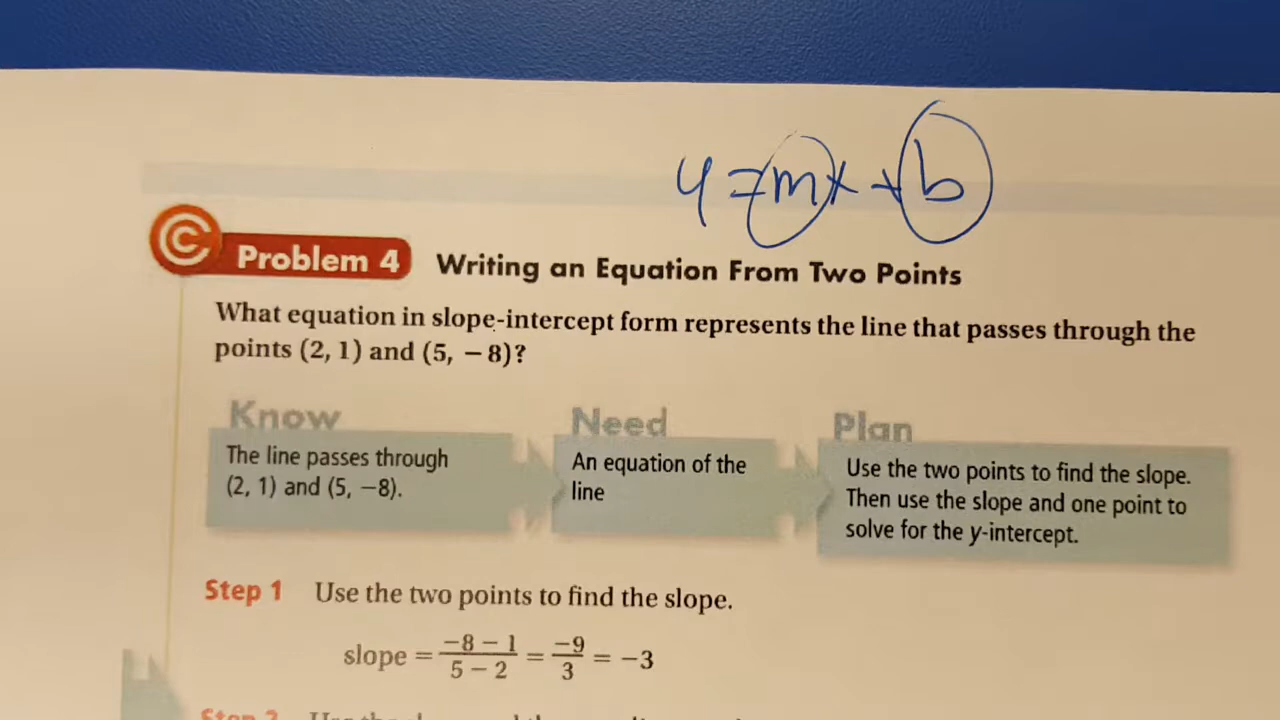 y = mx + b
Problem 4 Writing an Equation From Two Points
What equation in slope-intercept form represents the line that passes through the
points (2, 1) and (5, −8)?
Know
The line passes through
(2, 1) and (5, −8).
Need
An equation of the
line
Plan
Use the two points to find the slope.
Then use the slope and one point to
solve for the y-intercept.
Step 1 Use the two points to find the slope.
slope = −8 − 1 / 5 − 2 = −9 / 3 = −3